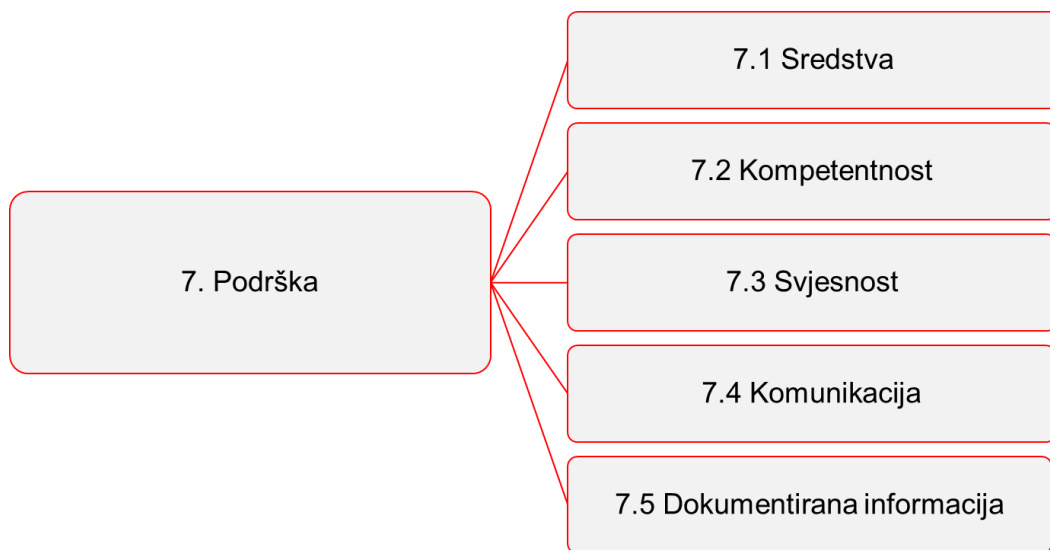 7.1 Sredstva
7.2 Kompetentnost
7. Podrška
7.3 Svjesnost
7.4 Komunikacija
7.5 Dokumentirana informacija